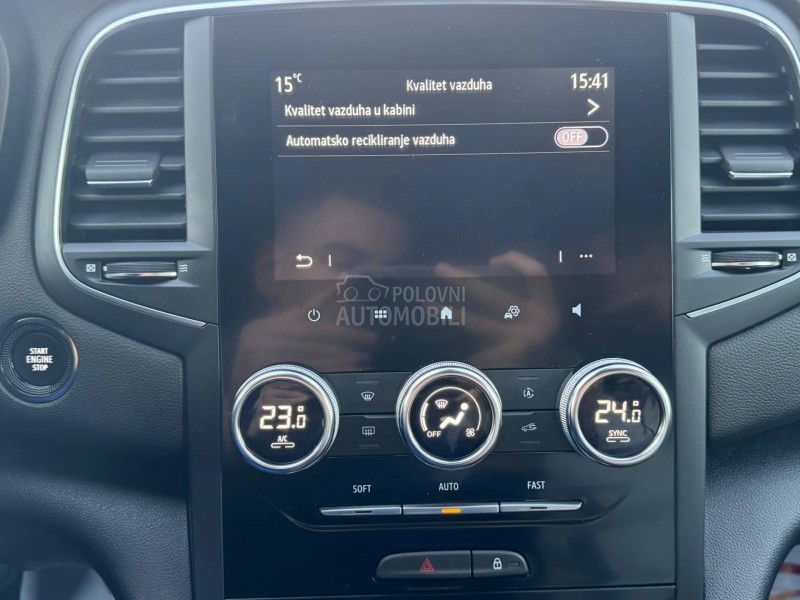 15°C Kvalitet vazduha 15:41
Kvalitet vazduha u kabini
Automatsko recikliranje vazduha OFF
POLOVNI
AUTOMOBILI
START
ENGINE
STOP
23.0
A/C
OFF
A
24.0
SYNC
SOFT AUTO FAST